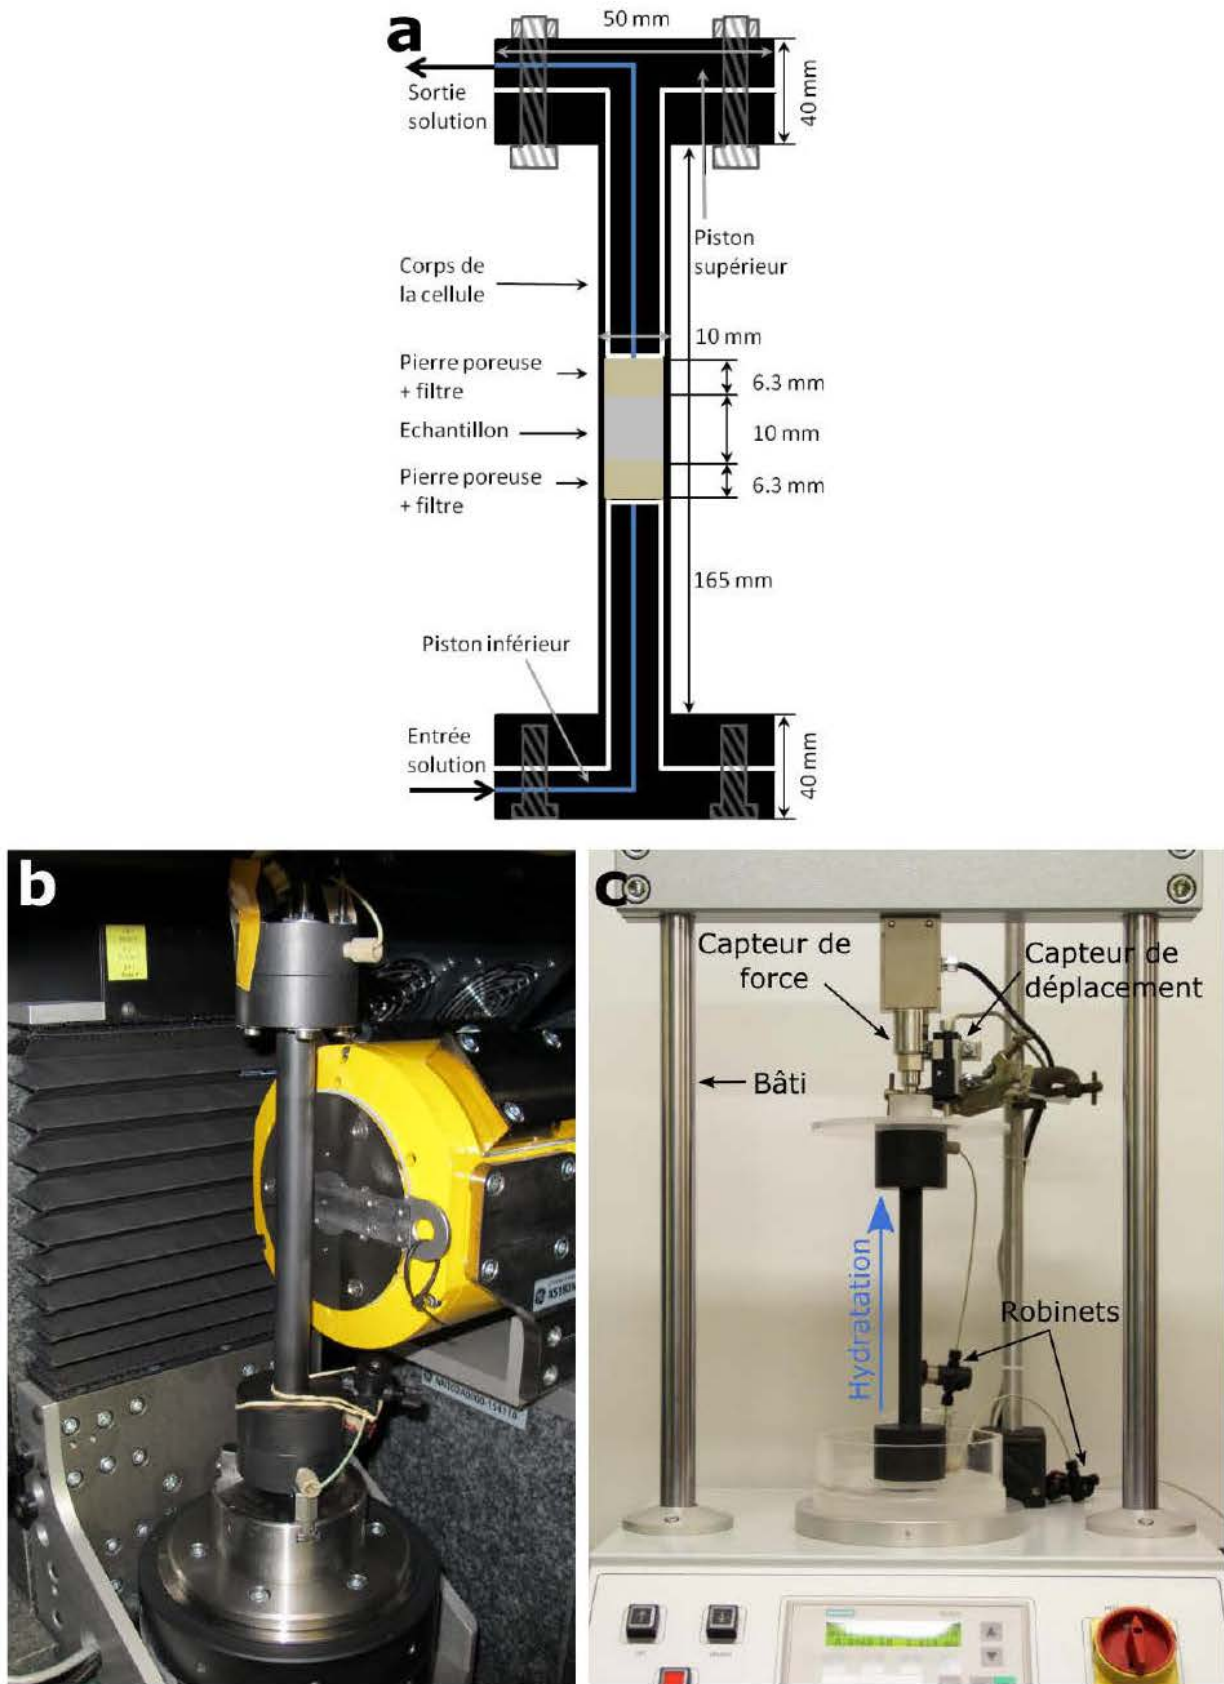 a
50 mm
40 mm
Sortie
solution
Piston
supérieur
Corps de
la cellule
10 mm
Pierre poreuse
+ filtre
6.3 mm
Echantillon
10 mm
Pierre poreuse
+ filtre
6.3 mm
165 mm
Piston inférieur
Entrée
solution
40 mm
b
c
Capteur de
force
Capteur de
déplacement
Bâti
Hydratation
Robinets